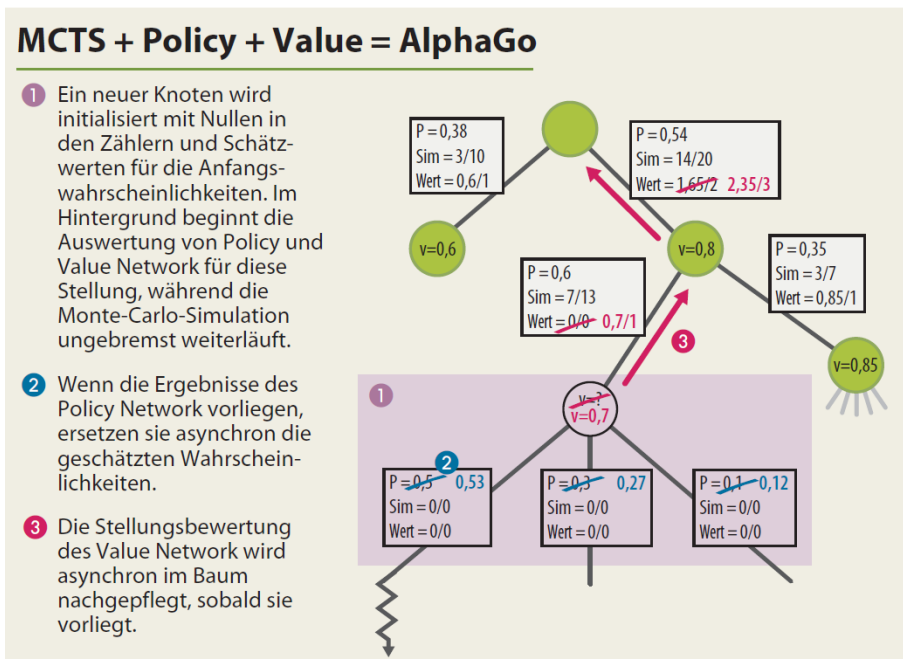 MCTS + Policy + Value = AlphaGo
1 Ein neuer Knoten wird
initialisiert mit Nullen in
den Zählern und Schätz-
werten für die Anfangs-
wahrscheinlichkeiten. Im
Hintergrund beginnt die
Auswertung von Policy und
Value Network für diese
Stellung, während die
Monte-Carlo-Simulation
ungebremst weiterläuft.
2 Wenn die Ergebnisse des
Policy Network vorliegen,
ersetzen sie asynchron die
geschätzten Wahrschein-
lichkeiten.
3 Die Stellungsbewertung
des Value Network wird
asynchron im Baum
nachgepflegt, sobald sie
vorliegt.
P = 0,38
Sim = 3/10
Wert = 0,6/1
P = 0,54
Sim = 14/20
Wert = 1,65/2 2,35/3
v=0,6
v=0,8
P = 0,6
Sim = 7/13
Wert = 0/0 0,7/1
P = 0,35
Sim = 3/7
Wert = 0,85/1
3
v=0,85
1
v=?
v=0,7
2
P = 0,5 0,53
Sim = 0/0
Wert = 0/0
P = 0,3 0,27
Sim = 0/0
Wert = 0/0
P = 0,1 0,12
Sim = 0/0
Wert = 0/0